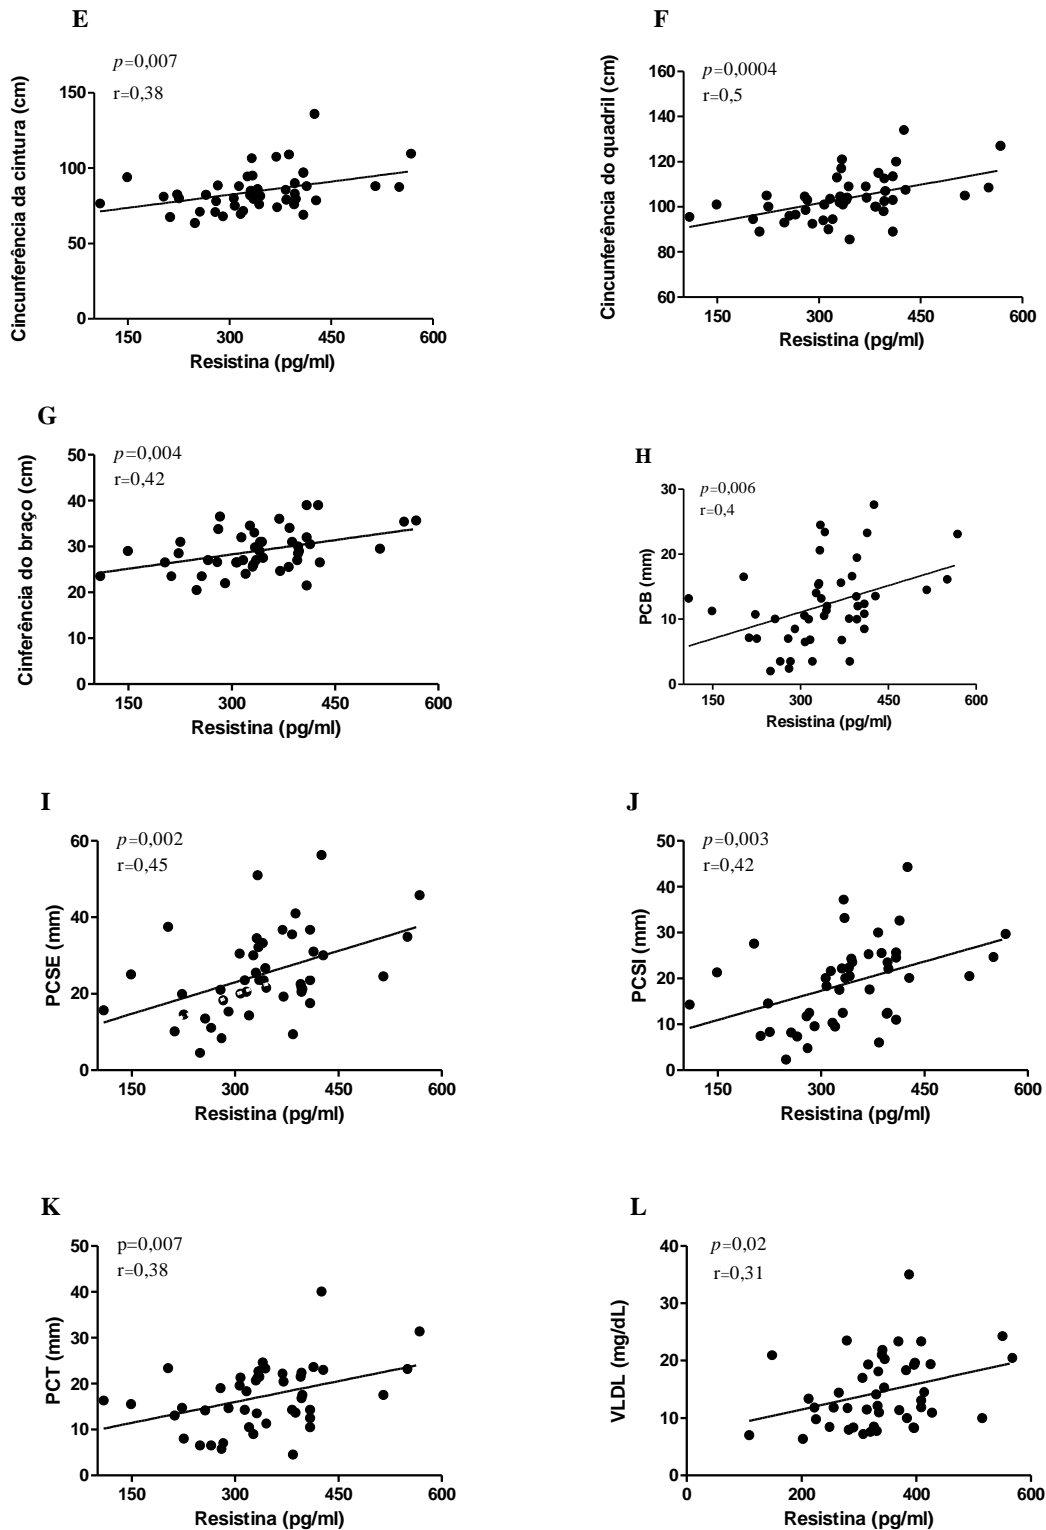 E
p=0,007
r=0,38
Cincunferência da cintura (cm)
150
100
50
0
150 300 450 600
Resistina (pg/ml)
F
p=0,0004
r=0,5
Cincunferência do quadril (cm)
160
140
120
100
80
60
150 300 450 600
Resistina (pg/ml)
G
p=0,004
r=0,42
Cinferência do braço (cm)
50
40
30
20
10
0
150 300 450 600
Resistina (pg/ml)
H
p=0,006
r=0,4
PCB (mm)
30
20
10
0
150 300 450 600
Resistina (pg/ml)
I
p=0,002
r=0,45
PCSE (mm)
60
40
20
0
150 300 450 600
Resistina (pg/ml)
J
p=0,003
r=0,42
PCSI (mm)
50
40
30
20
10
0
150 300 450 600
Resistina (pg/ml)
K
p=0,007
r=0,38
PCT (mm)
50
40
30
20
10
0
150 300 450 600
Resistina (pg/ml)
L
p=0,02
r=0,31
VLDL (mg/dL)
40
30
20
10
0
0 200 400 600
Resistina (pg/ml)